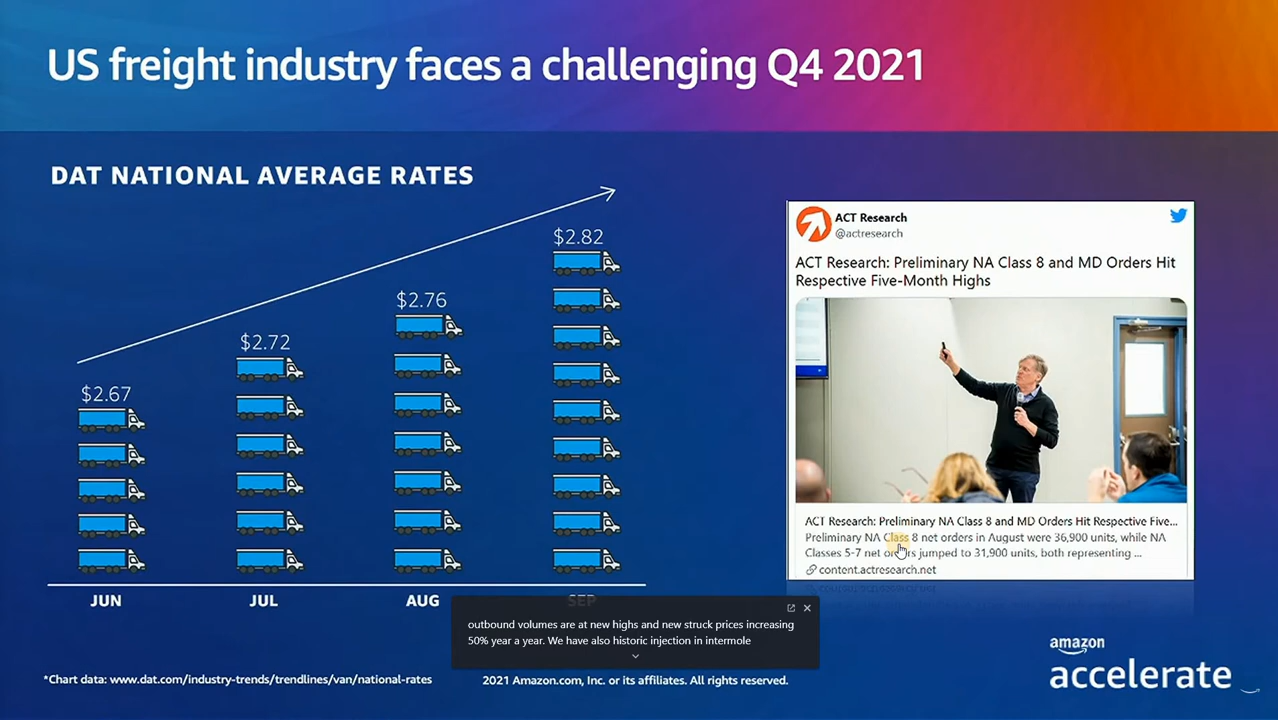 US freight industry faces a challenging Q4 2021
DAT NATIONAL AVERAGE RATES
$2.67
$2.72
$2.76
$2.82
JUN
JUL
AUG
SEP
ACT Research
@actresearch
ACT Research: Preliminary NA Class 8 and MD Orders Hit
Respective Five-Month Highs
ACT Research: Preliminary NA Class 8 and MD Orders Hit Respective Five...
Preliminary NA Class 8 net orders in August were 36,900 units, while NA
Classes 5-7 net orders jumped to 31,900 units, both representing ...
content.actresearch.net
outbound volumes are at new highs and new struck prices increasing
50% year a year. We have also historic injection in intermole
*Chart data: www.dat.com/industry-trends/trendlines/van/national-rates
2021 Amazon.com, Inc. or its affiliates. All rights reserved.
amazon
accelerate